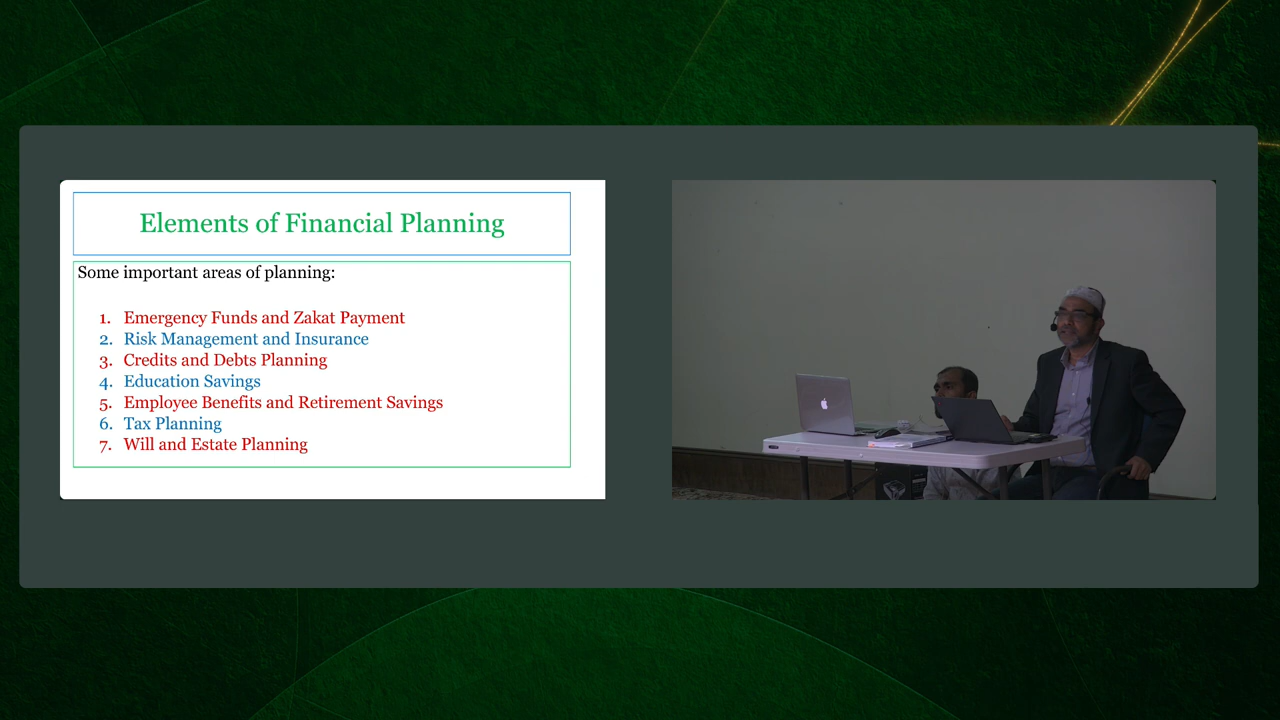 Elements of Financial Planning
Some important areas of planning:
1. Emergency Funds and Zakat Payment
2. Risk Management and Insurance
3. Credits and Debts Planning
4. Education Savings
5. Employee Benefits and Retirement Savings
6. Tax Planning
7. Will and Estate Planning